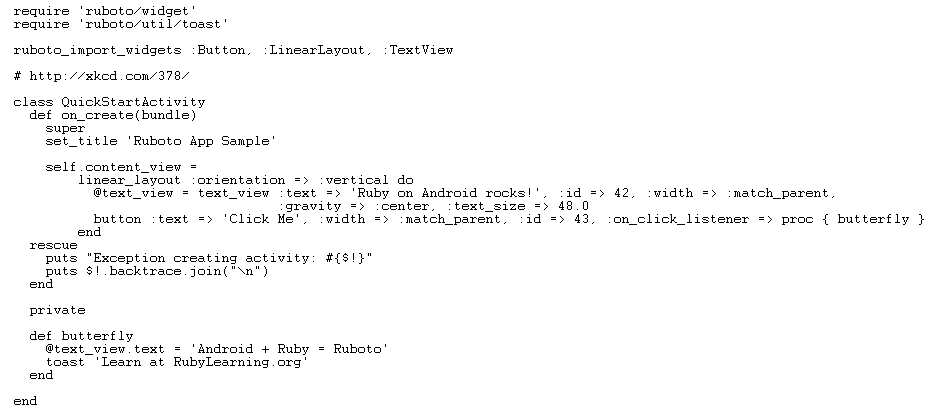 require 'ruboto/widget'
require 'ruboto/util/toast'

ruboto_import_widgets :Button, :LinearLayout, :TextView

# http://xkcd.com/378/

class QuickStartActivity
  def on_create(bundle)
    super
    set_title 'Ruboto App Sample'

    self.content_view =
        linear_layout :orientation => :vertical do
          @text_view = text_view :text => 'Ruby on Android rocks!', :id => 42, :width => :match_parent,
                                 :gravity => :center, :text_size => 48.0
          button :text => 'Click Me', :width => :match_parent, :id => 43, :on_click_listener => proc { butterfly }
        end
  rescue
    puts "Exception creating activity: #{$!}"
    puts $!.backtrace.join("\n")
  end

  private

  def butterfly
    @text_view.text = 'Android + Ruby = Ruboto'
    toast 'Learn at RubyLearning.org'
  end

end